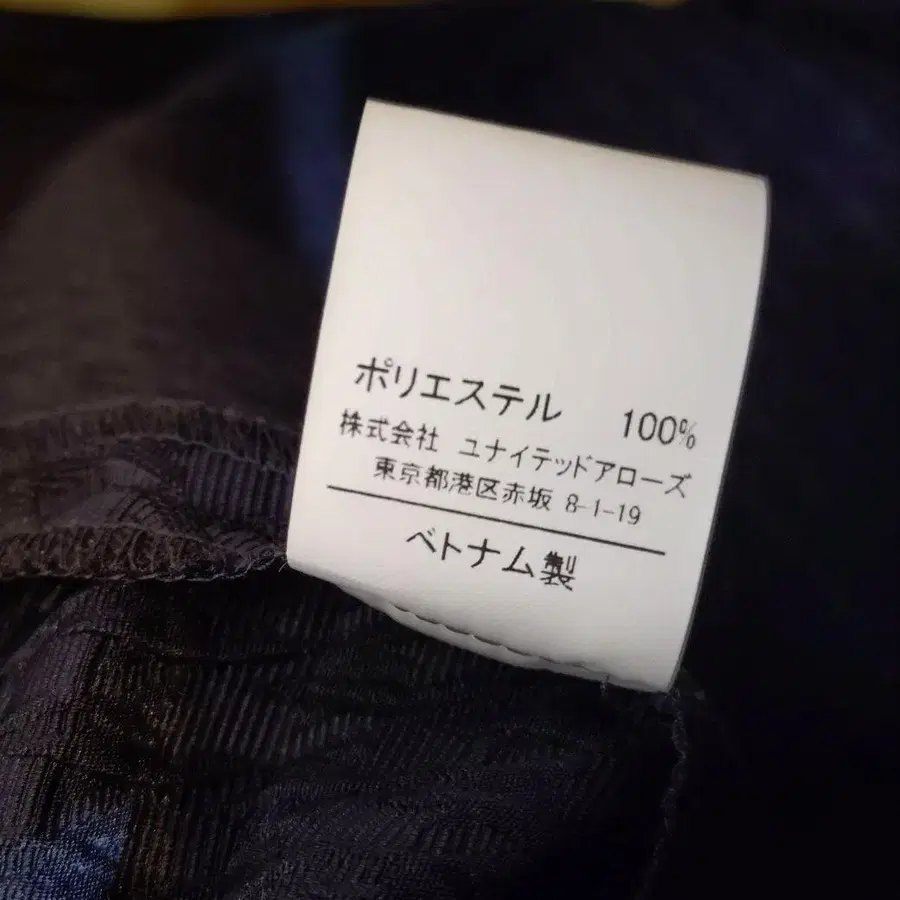 ポリエステル 100%
株式会社 ユナイテッドアローズ
東京都港区赤坂 8-1-19
ベトナム製